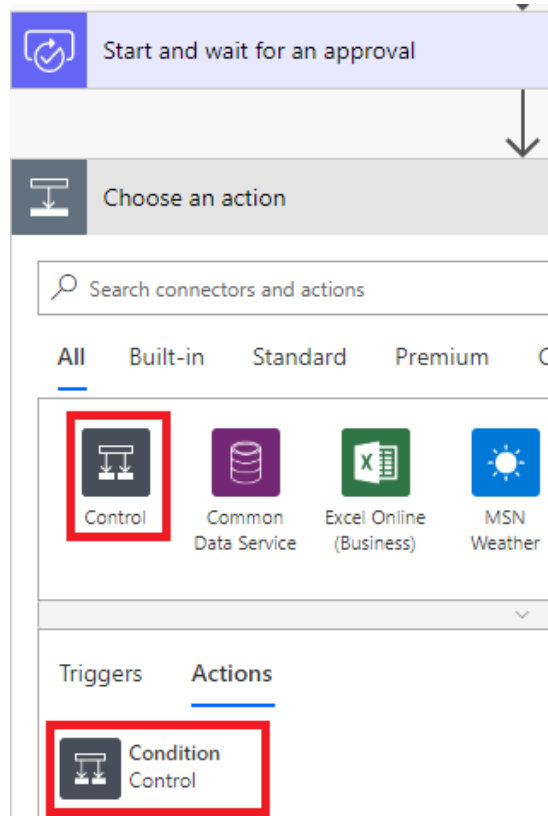 Start and wait for an approval
Choose an action
Search connectors and actions
All Built-in Standard Premium C
Control
Common Data Service
Excel Online (Business)
MSN Weather
Triggers Actions
Condition
Control